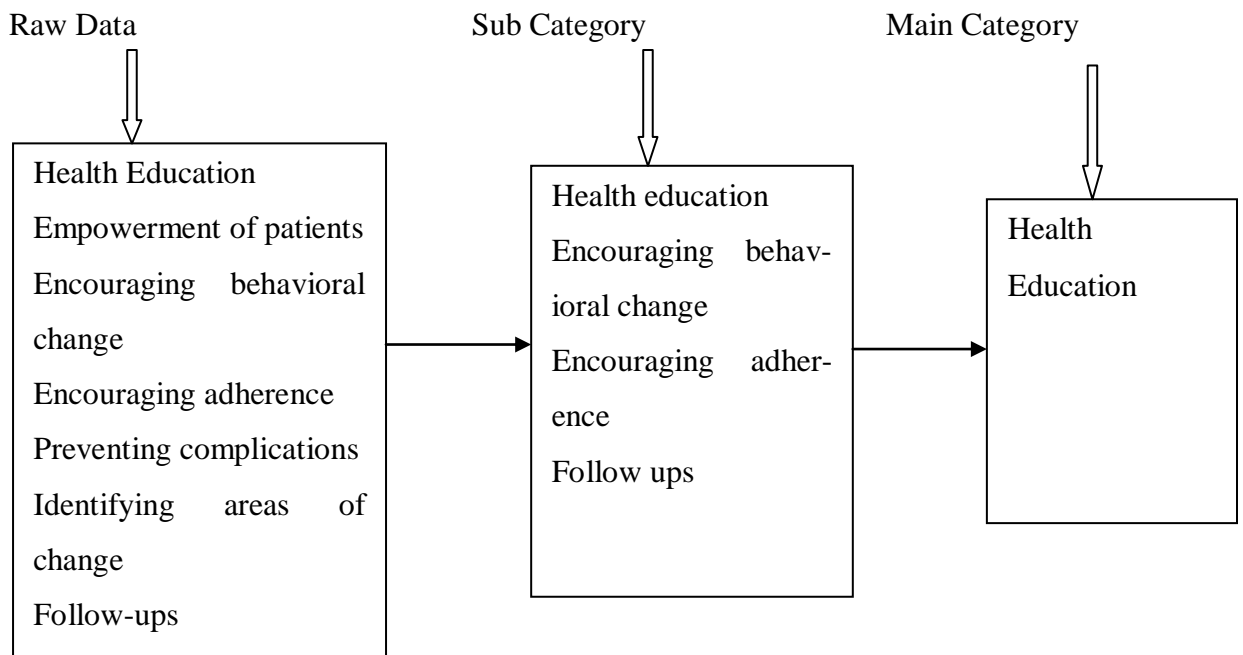 Raw Data
Sub Category
Main Category
Health Education
Empowerment of patients
Encouraging behavioral
change
Encouraging adherence
Preventing complications
Identifying areas of
change
Follow-ups
Health education
Encouraging behav-
ioral change
Encouraging adher-
ence
Follow ups
Health
Education